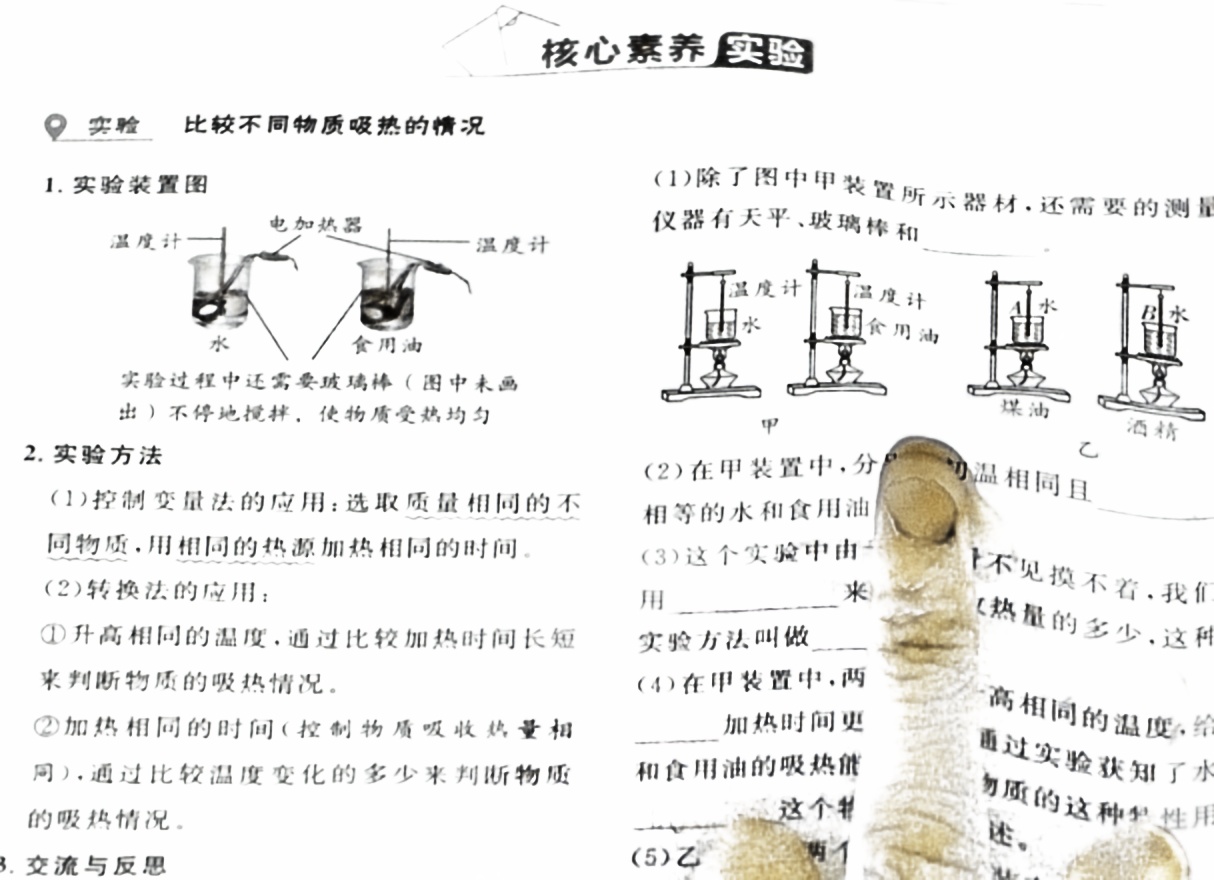 核心素养 实验
实验 比较不同物质吸热的情况
1. 实验装置图
电加热器
温度计
温度计
水
食用油
实验过程中还需要玻璃棒(图中未画
出)不停地搅拌，使物质受热均匀
2. 实验方法
(1)控制变量法的应用:选取质量相同的不
同物质,用相同的热源加热相同的时间。
(2)转换法的应用:
①升高相同的温度,通过比较加热时间长短
来判断物质的吸热情况。
②加热相同的时间(控制物质吸收热量相
同),通过比较温度变化的多少来判断物质
的吸热情况。
3. 交流与反思
(1)除了图中甲装置所示器材,还需要的测量
仪器有天平、玻璃棒和
温度计
水
温度计
食用油
甲
A 水
煤油
B 水
酒精
乙
(2)在甲装置中,分 初温相同且
相等的水和食用油
(3)这个实验中由 不见摸不着,我们
用 来 热量的多少,这种
实验方法叫做
(4)在甲装置中,两 高相同的温度,给
加热时间更 通过实验获知了水
和食用油的吸热能 物质的这种特性用
这个物 述。
(5)乙 两个